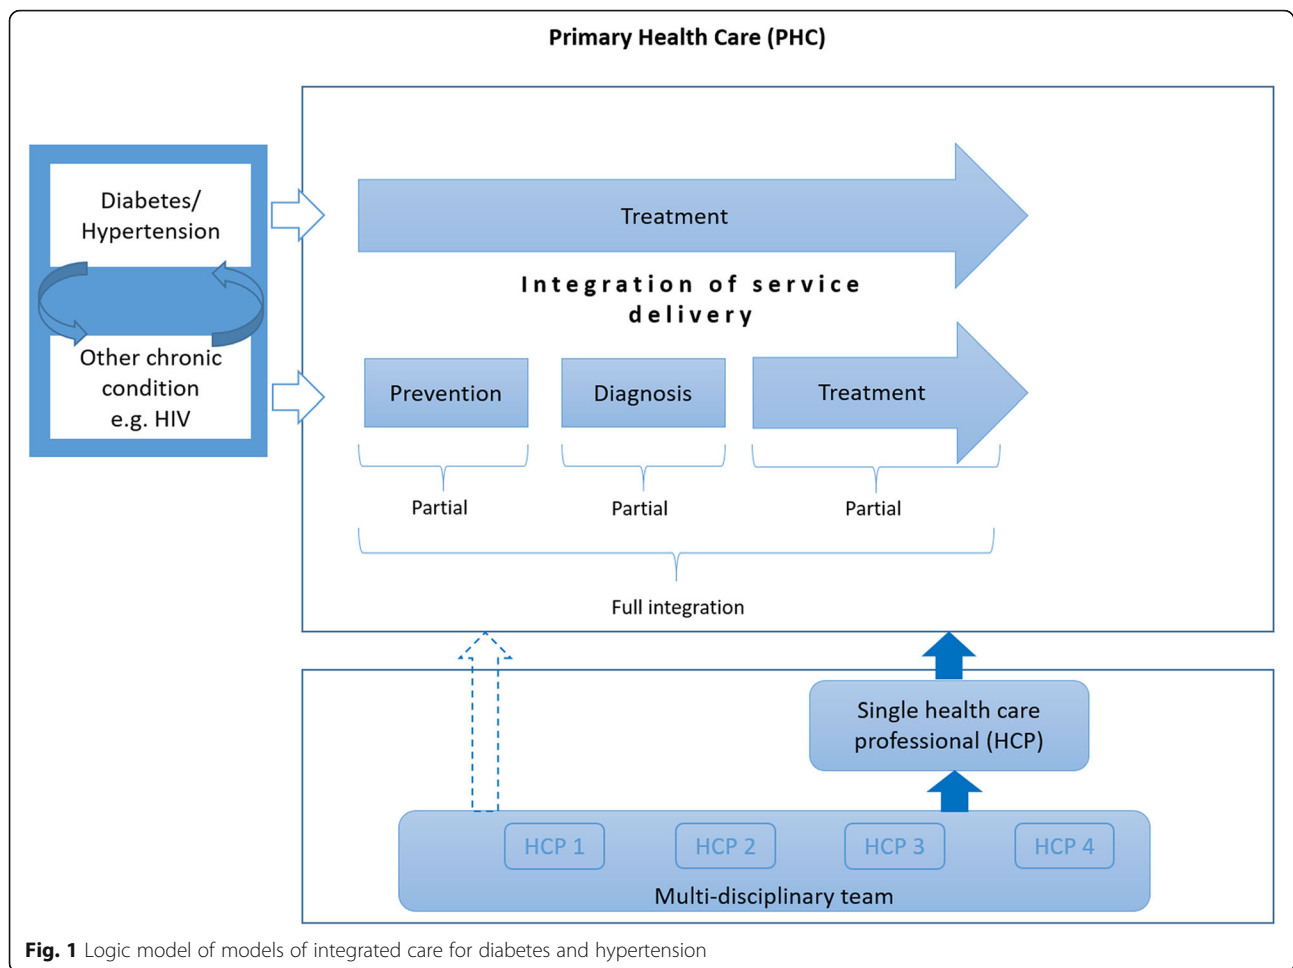 Primary Health Care (PHC)
Diabetes/
Hypertension
Treatment
Integration of service
delivery
Other chronic
condition
e.g. HIV
Prevention
Diagnosis
Treatment
Partial
Partial
Partial
Full integration
Single health care
professional (HCP)
HCP 1
HCP 2
HCP 3
HCP 4
Multi-disciplinary team
Fig. 1 Logic model of models of integrated care for diabetes and hypertension